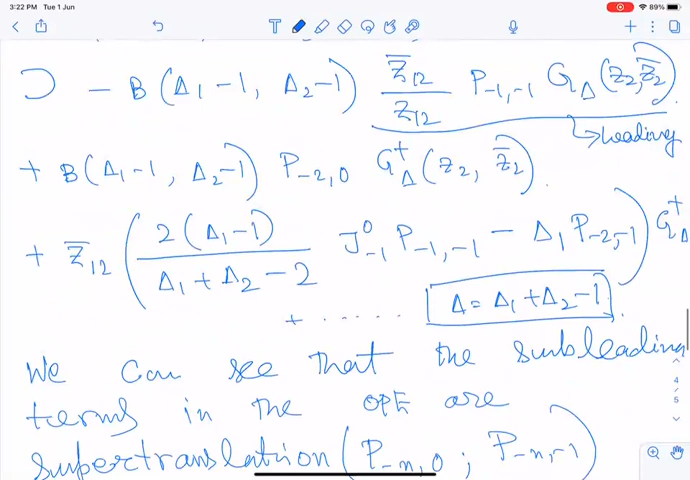 3:22 PM Tue 1 Jun
89%
⊃ - B(Δ₁-1, Δ₂-1) z̄₁₂/z₁₂ P₋₁,₋₁ G_Δ(z₂, z̄₂)
→ leading
+ B(Δ₁-1, Δ₂-1) P₋₂,₀ G⁺_Δ(z₂, z̄₂)
+ z̄₁₂ ( 2(Δ₁-1)/(Δ₁+Δ₂-2) J⁰₋₁ P₋₁,₋₁ - Δ₁ P₋₂,₋₁ ) G⁺_Δ
+ ...... Δ = Δ₁+Δ₂-1
We can see that the subleading
terms in the OPE are
supertranslation (P₋ₙ,₀ ; P₋ₙ,₋₁)
4
5